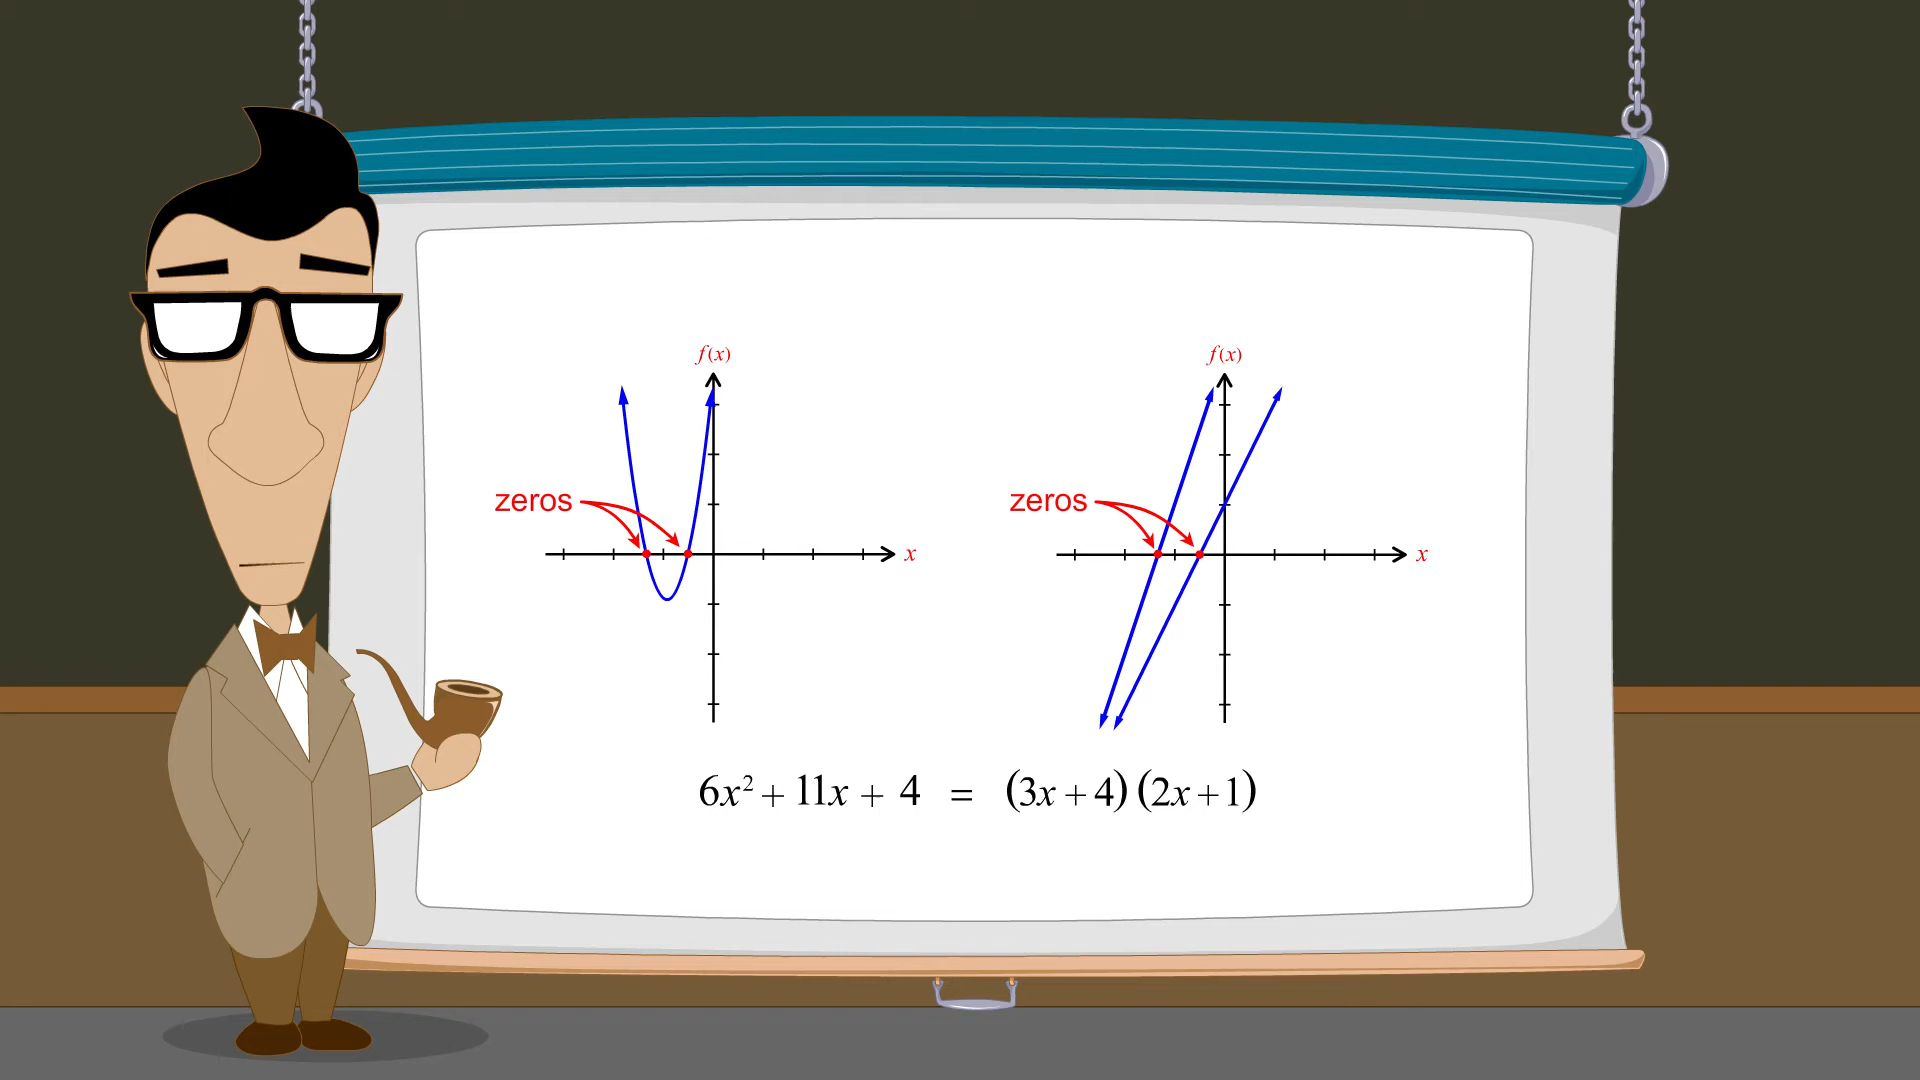 f(x)
f(x)
zeros
zeros
x
x
6x² + 11x + 4 = (3x + 4)(2x + 1)